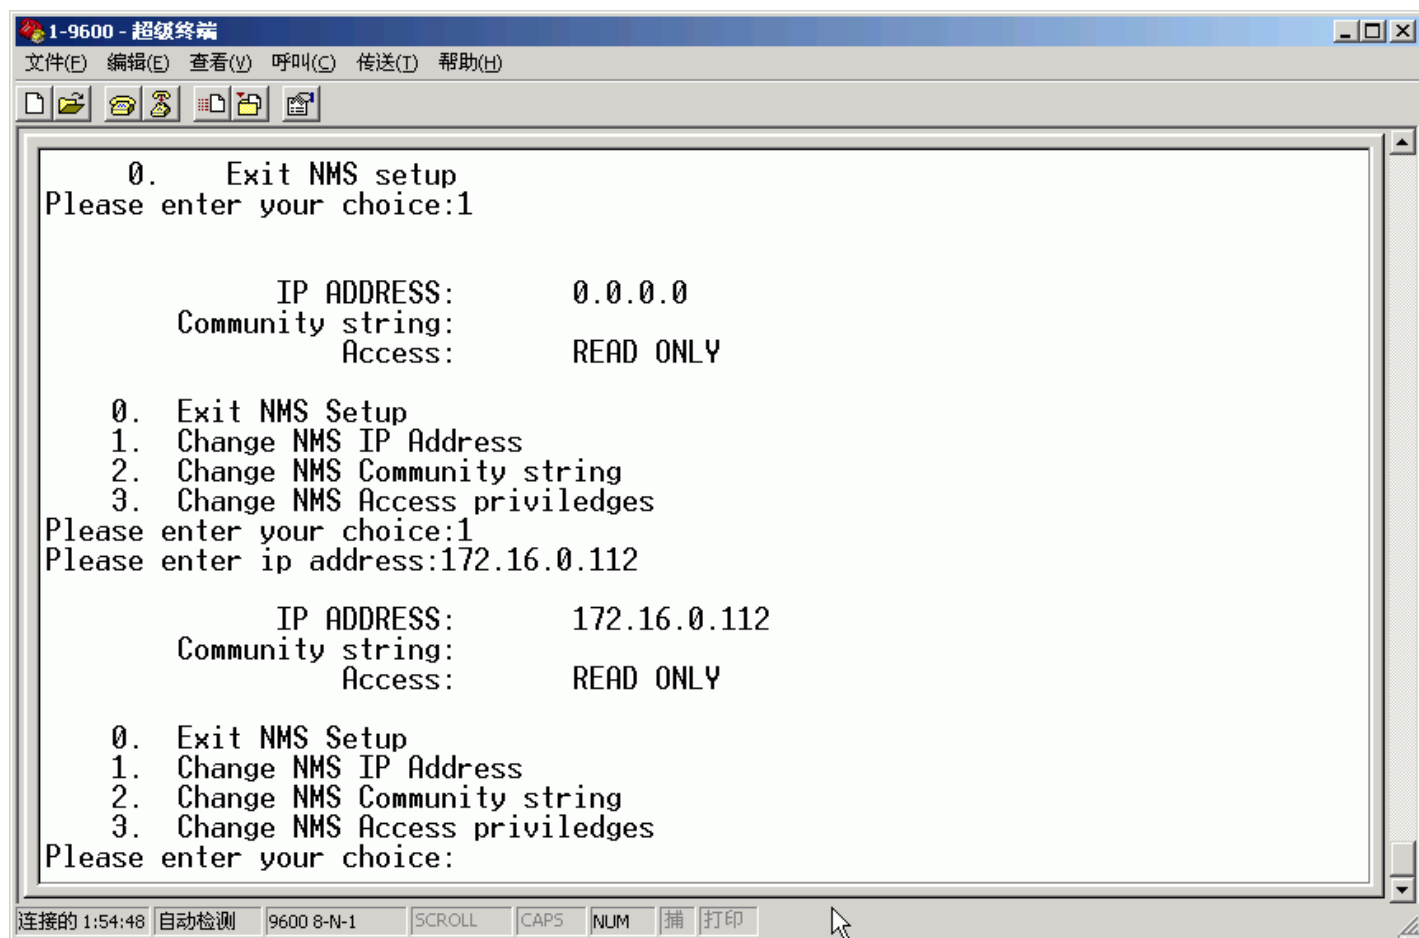 1-9600 - 超级终端
文件(F) 编辑(E) 查看(V) 呼叫(C) 传送(T) 帮助(H)
0. Exit NMS setup
Please enter your choice:1
IP ADDRESS: 0.0.0.0
Community string:
Access: READ ONLY
0. Exit NMS Setup
1. Change NMS IP Address
2. Change NMS Community string
3. Change NMS Access priviledges
Please enter your choice:1
Please enter ip address:172.16.0.112
IP ADDRESS: 172.16.0.112
Community string:
Access: READ ONLY
0. Exit NMS Setup
1. Change NMS IP Address
2. Change NMS Community string
3. Change NMS Access priviledges
Please enter your choice:
连接的 1:54:48 自动检测 9600 8-N-1 SCROLL CAPS NUM 捕 打印